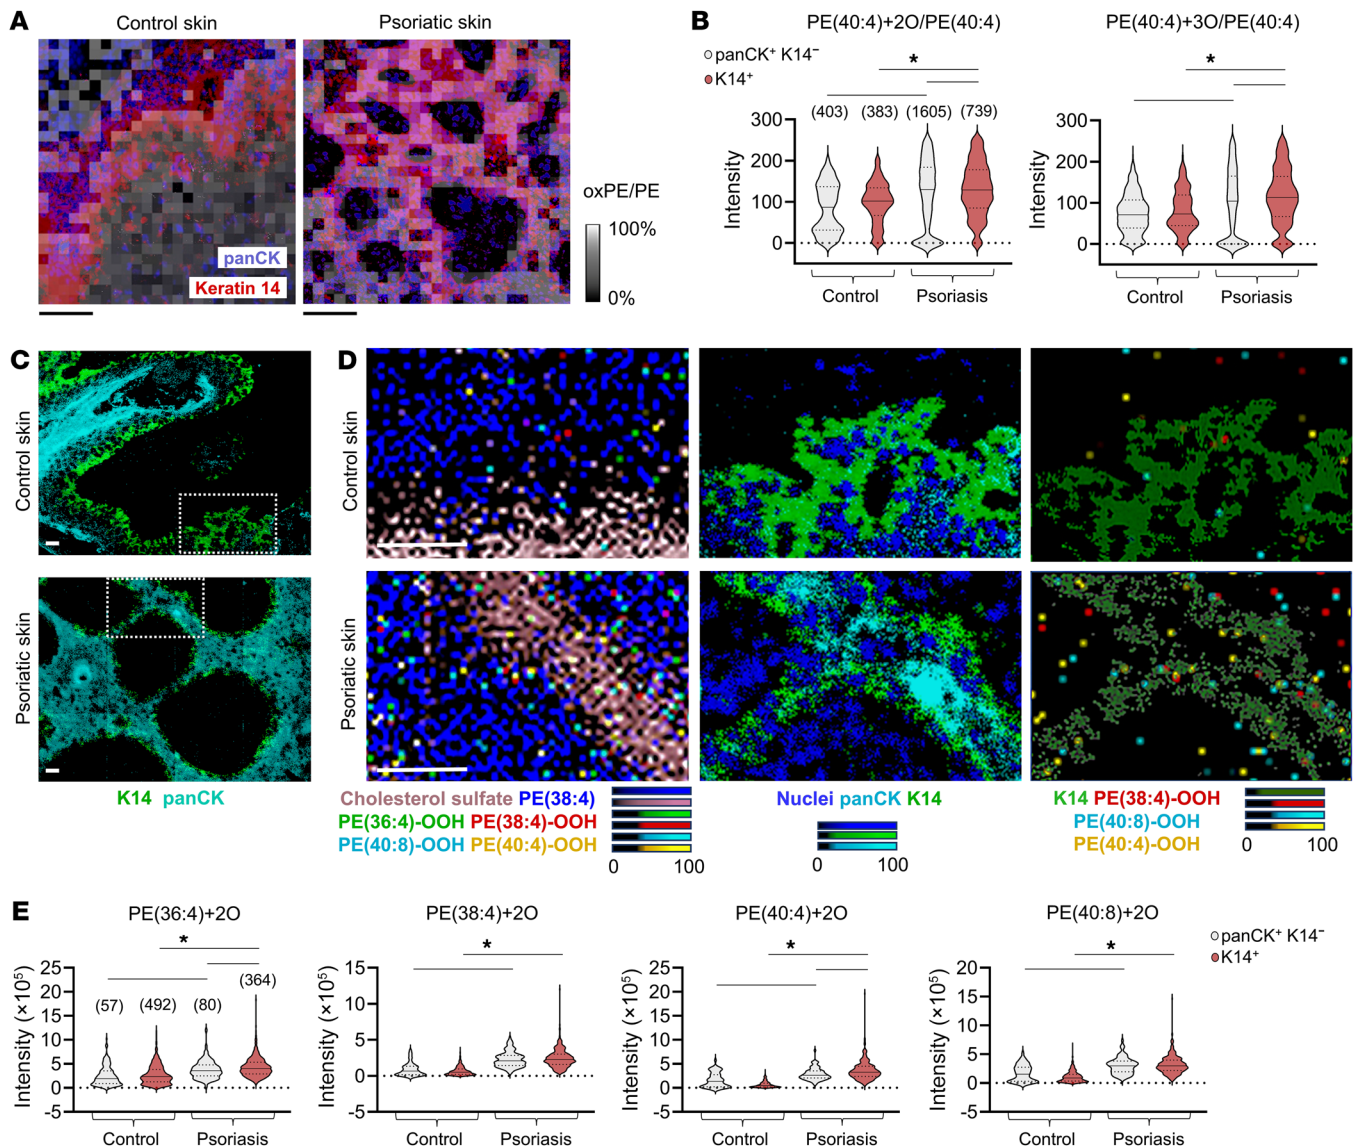 A
Control skin
Psoriatic skin
panCK
Keratin 14
oxPE/PE
100%
0%
B
PE(40:4)+2O/PE(40:4)
PE(40:4)+3O/PE(40:4)
panCK⁺ K14⁻
K14⁺
*
*
(403) (383) (1605) (739)
Intensity
300
200
100
0
Control
Psoriasis
Intensity
300
200
100
0
Control
Psoriasis
C
Control skin
Psoriatic skin
K14 panCK
D
Control skin
Psoriatic skin
Cholesterol sulfate PE(38:4)
PE(36:4)-OOH PE(38:4)-OOH
PE(40:8)-OOH PE(40:4)-OOH
0 100
Nuclei panCK K14
0 100
K14 PE(38:4)-OOH
PE(40:8)-OOH
PE(40:4)-OOH
0 100
E
PE(36:4)+2O
*
(57) (492) (80) (364)
Intensity (×10⁵)
25
20
15
10
5
0
-5
Control
Psoriasis
PE(38:4)+2O
*
Intensity (×10⁵)
15
10
5
0
-5
Control
Psoriasis
PE(40:4)+2O
*
Intensity (×10⁵)
25
20
15
10
5
0
-5
Control
Psoriasis
PE(40:8)+2O
*
Intensity (×10⁵)
20
15
10
5
0
-5
Control
Psoriasis
panCK⁺ K14⁻
K14⁺